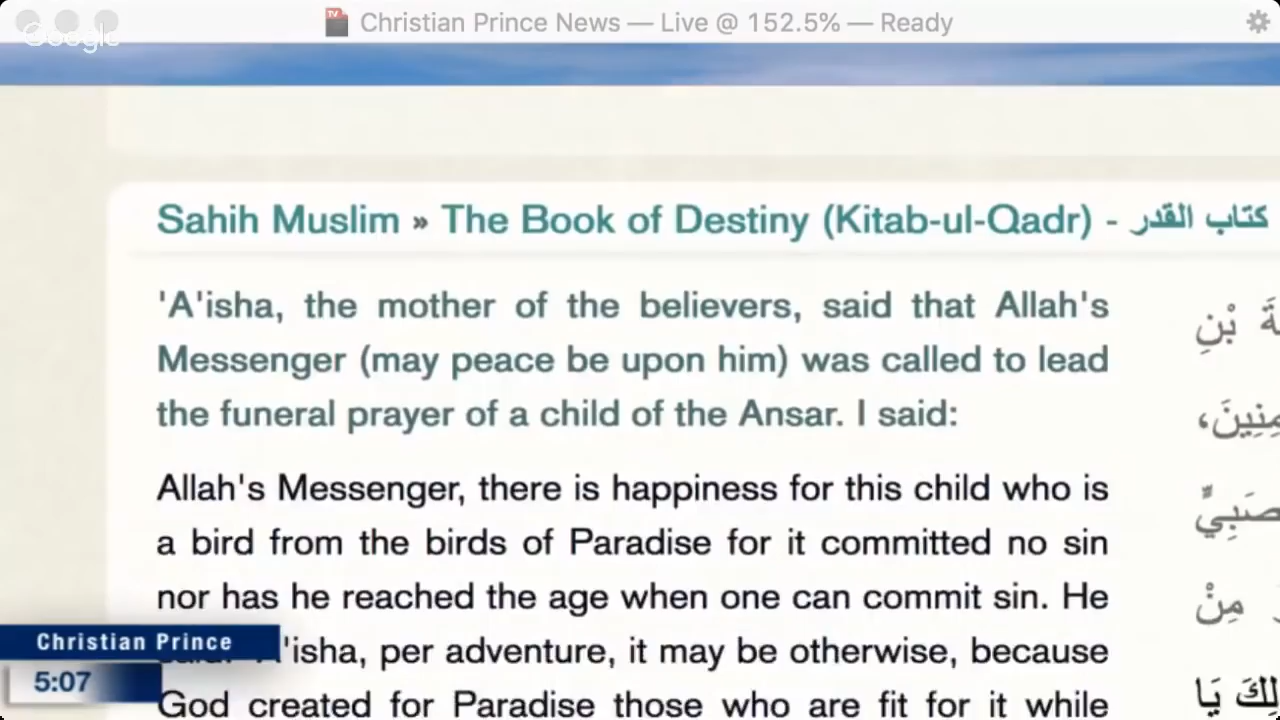 Christian Prince News — Live @ 152.5% — Ready
Google
Sahih Muslim » The Book of Destiny (Kitab-ul-Qadr) - كتاب القدر
'A'isha, the mother of the believers, said that Allah's
Messenger (may peace be upon him) was called to lead
the funeral prayer of a child of the Ansar. I said:
Allah's Messenger, there is happiness for this child who is
a bird from the birds of Paradise for it committed no sin
nor has he reached the age when one can commit sin. He
'isha, per adventure, it may be otherwise, because
God created for Paradise those who are fit for it while
بْنِ
مِنْ
يَا
Christian Prince
5:07